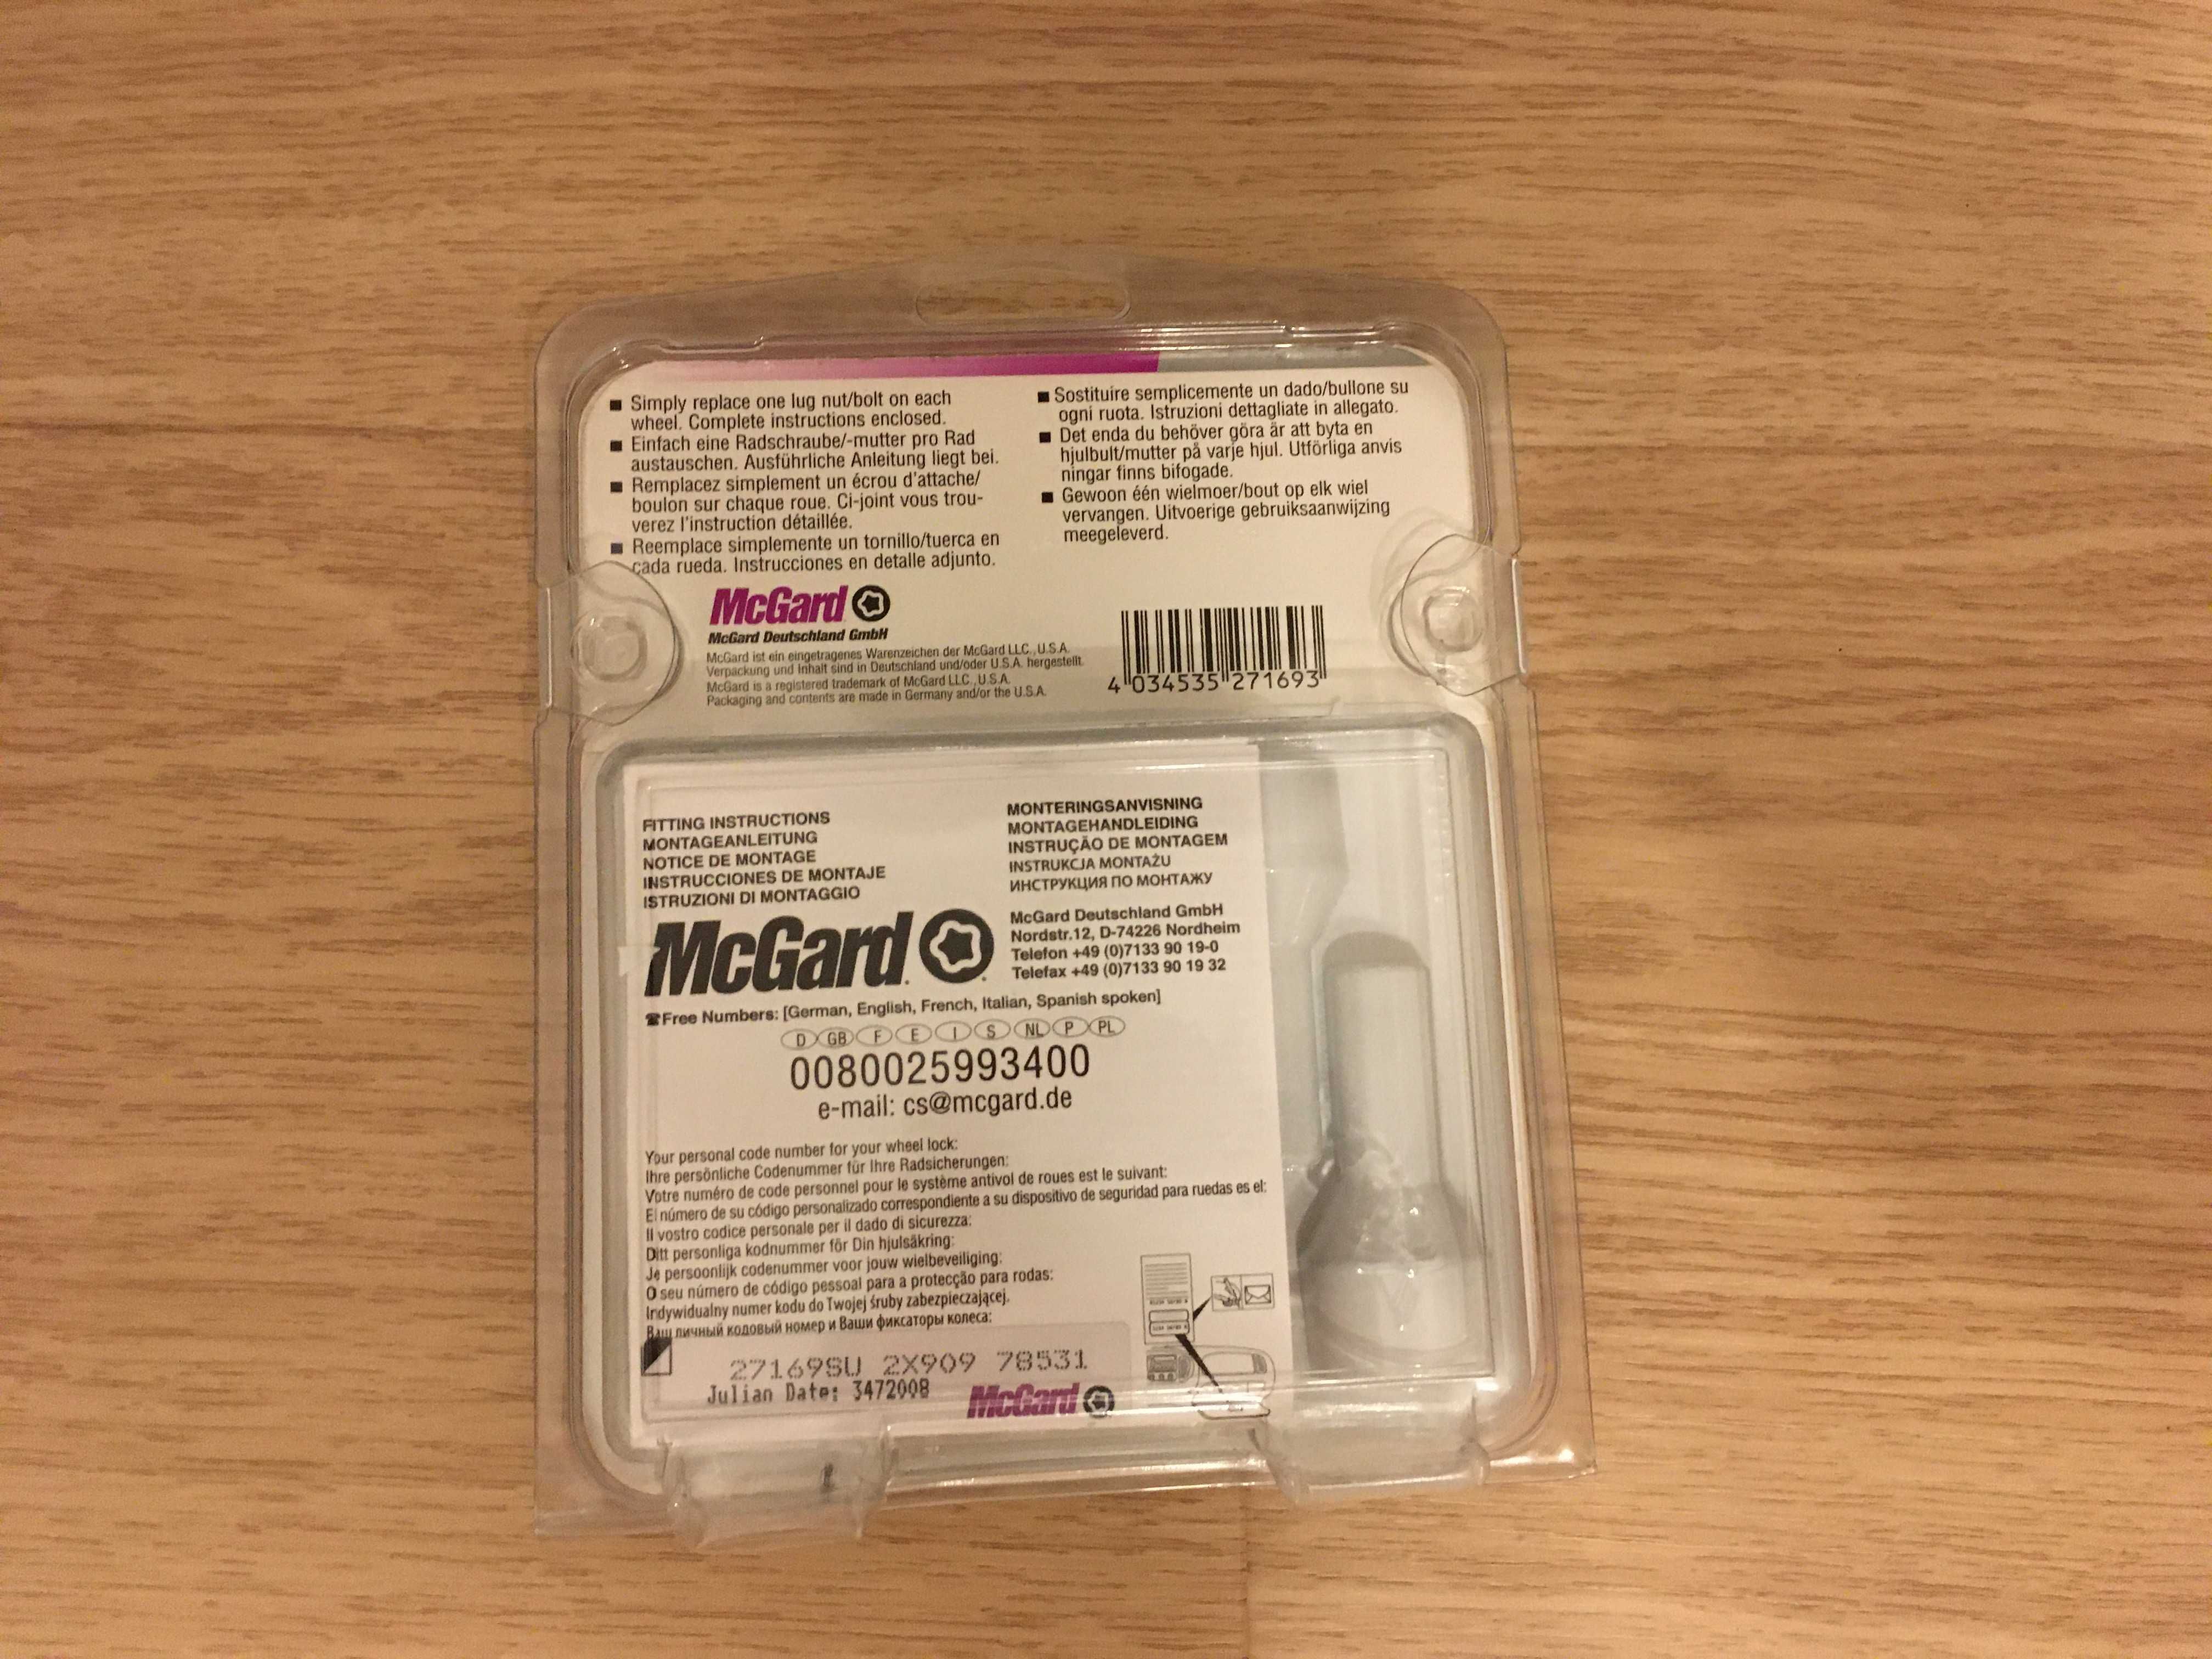 ■ Simply replace one lug nut/bolt on each
wheel. Complete instructions enclosed.
■ Einfach eine Radschraube/-mutter pro Rad
austauschen. Ausführliche Anleitung liegt bei.
■ Remplacez simplement un écrou d'attache/
boulon sur chaque roue. Ci-joint vous trou-
verez l'instruction détaillée.
■ Reemplace simplemente un tornillo/tuerca en
cada rueda. Instrucciones en detalle adjunto.
■ Sostituire semplicemente un dado/bullone su
ogni ruota. Istruzioni dettagliate in allegato.
■ Det enda du behöver göra är att byta en
hjulbult/mutter på varje hjul. Utförliga anvis
ningar finns bifogade.
■ Gewoon één wielmoer/bout op elk wiel
vervangen. Uitvoerige gebruiksaanwijzing
meegeleverd.
McGard
McGard Deutschland GmbH
McGard ist ein eingetragenes Warenzeichen der McGard LLC.,U.S.A.
Verpackung und Inhalt sind in Deutschland und/oder U.S.A. hergestellt.
McGard is a registered trademark of McGard LLC.,U.S.A.
Packaging and contents are made in Germany and/or the U.S.A.
4 034535 271693
FITTING INSTRUCTIONS
MONTAGEANLEITUNG
NOTICE DE MONTAGE
INSTRUCCIONES DE MONTAJE
ISTRUZIONI DI MONTAGGIO
MONTERINGSANVISNING
MONTAGEHANDLEIDING
INSTRUÇÃO DE MONTAGEM
INSTRUKCJA MONTAŻU
ИНСТРУКЦИЯ ПО МОНТАЖУ
McGard
McGard Deutschland GmbH
Nordstr.12, D-74226 Nordheim
Telefon +49 (0)7133 90 19-0
Telefax +49 (0)7133 90 19 32
☎Free Numbers: [German, English, French, Italian, Spanish spoken]
D GB F E I S NL P PL
0080025993400
e-mail: cs@mcgard.de
Your personal code number for your wheel lock:
Ihre persönliche Codenummer für Ihre Radsicherungen:
Votre numéro de code personnel pour le système antivol de roues est le suivant:
El número de su código personalizado correspondiente a su dispositivo de seguridad para ruedas es el:
Il vostro codice personale per il dado di sicurezza:
Ditt personliga kodnummer för Din hjulsäkring:
Je persoonlijk codenummer voor jouw wielbeveiliging:
O seu número de código pessoal para a protecção para rodas:
Indywidualny numer kodu do Twojej śruby zabezpieczającej.
Ваш личный кодовый номер и Ваши фиксаторы колеса:
27169SU 2X909 78531
Julian Date: 3472008
McGard